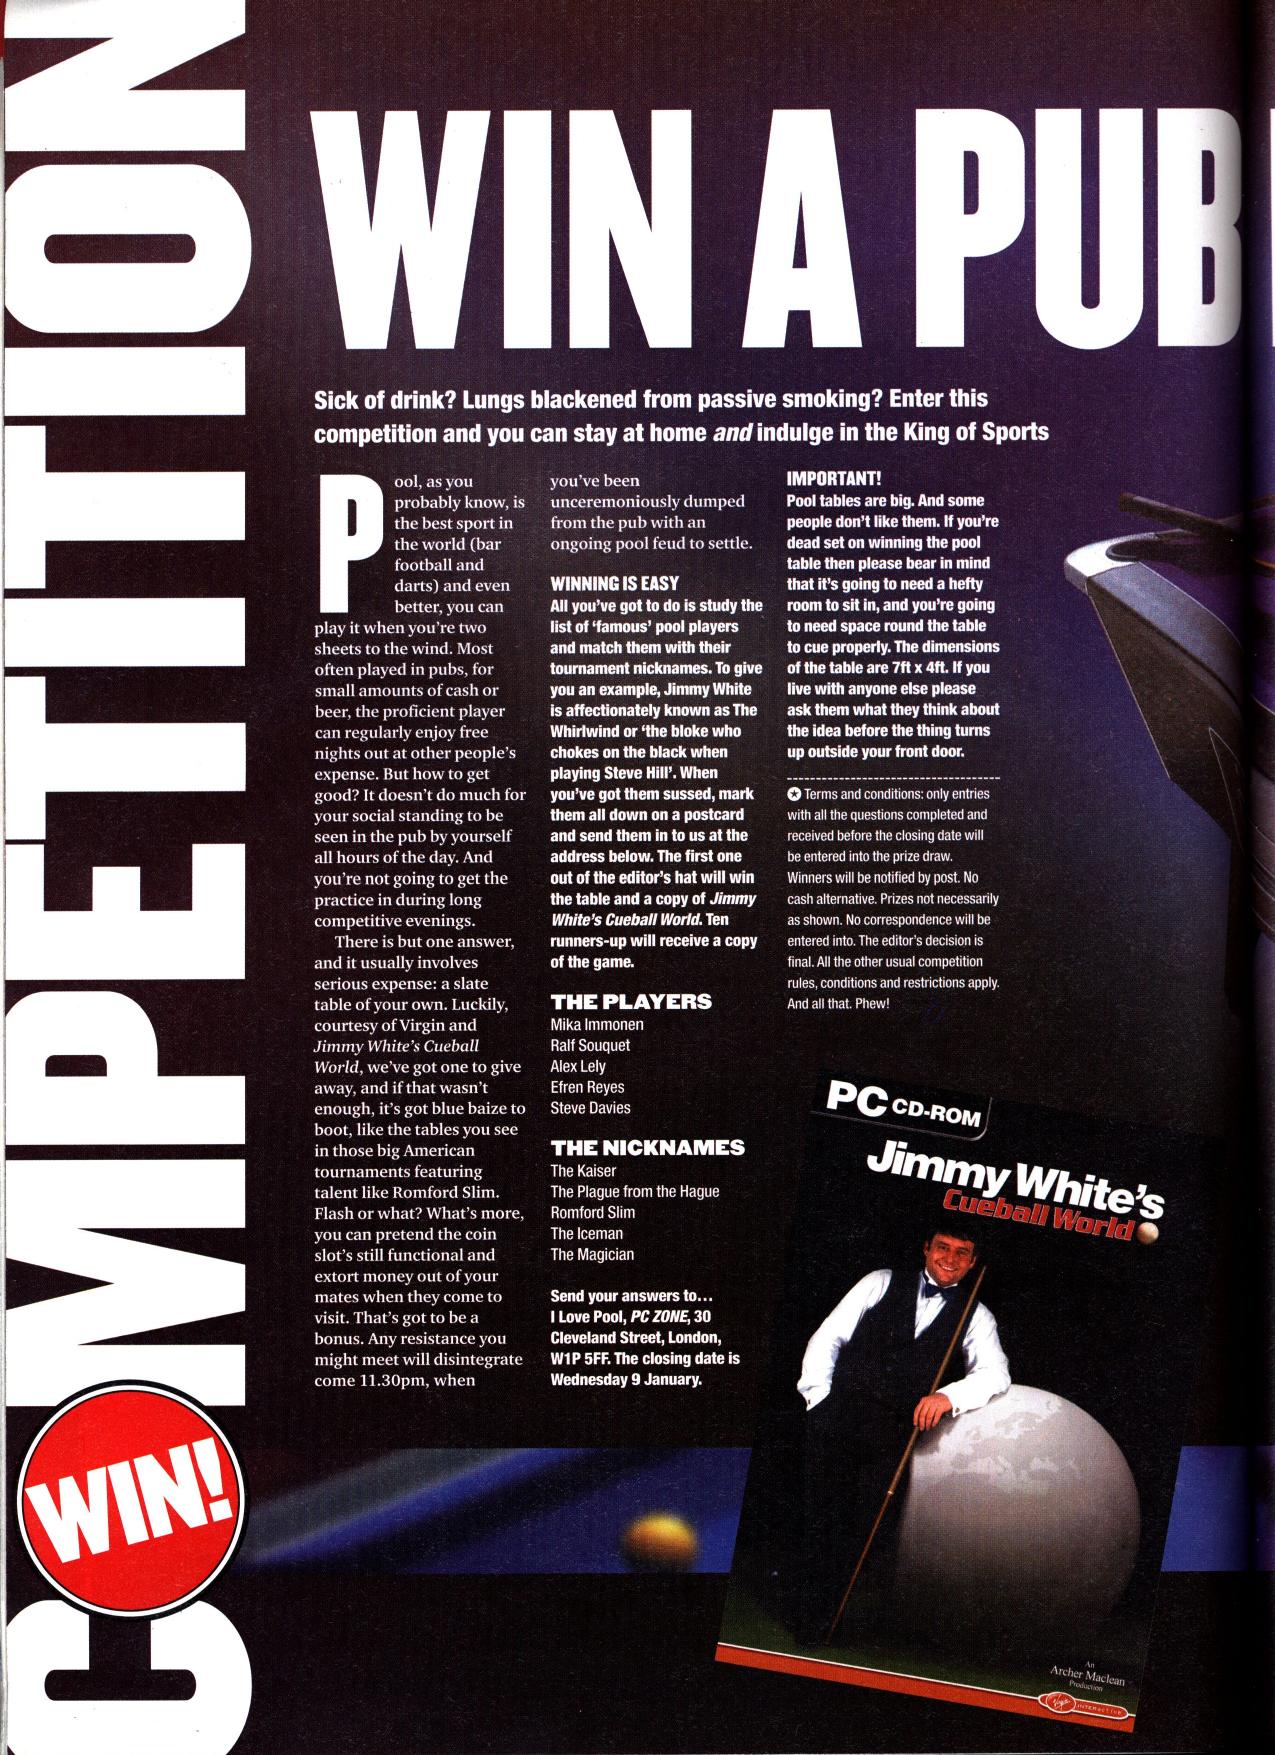 COMPETITION
WIN!
WIN A PUB
Sick of drink? Lungs blackened from passive smoking? Enter this
competition and you can stay at home and indulge in the King of Sports
Pool, as you
probably know, is
the best sport in
the world (bar
football and
darts) and even
better, you can
play it when you're two
sheets to the wind. Most
often played in pubs, for
small amounts of cash or
beer, the proficient player
can regularly enjoy free
nights out at other people's
expense. But how to get
good? It doesn't do much for
your social standing to be
seen in the pub by yourself
all hours of the day. And
you're not going to get the
practice in during long
competitive evenings.
There is but one answer,
and it usually involves
serious expense: a slate
table of your own. Luckily,
courtesy of Virgin and
Jimmy White's Cueball
World, we've got one to give
away, and if that wasn't
enough, it's got blue baize to
boot, like the tables you see
in those big American
tournaments featuring
talent like Romford Slim.
Flash or what? What's more,
you can pretend the coin
slot's still functional and
extort money out of your
mates when they come to
visit. That's got to be a
bonus. Any resistance you
might meet will disintegrate
come 11.30pm, when
you've been
unceremoniously dumped
from the pub with an
ongoing pool feud to settle.
WINNING IS EASY
All you've got to do is study the
list of 'famous' pool players
and match them with their
tournament nicknames. To give
you an example, Jimmy White
is affectionately known as The
Whirlwind or 'the bloke who
chokes on the black when
playing Steve Hill'. When
you've got them sussed, mark
them all down on a postcard
and send them in to us at the
address below. The first one
out of the editor's hat will win
the table and a copy of Jimmy
White's Cueball World. Ten
runners-up will receive a copy
of the game.
THE PLAYERS
Mika Immonen
Ralf Souquet
Alex Lely
Efren Reyes
Steve Davies
THE NICKNAMES
The Kaiser
The Plague from the Hague
Romford Slim
The Iceman
The Magician
Send your answers to...
I Love Pool, PC ZONE, 30
Cleveland Street, London,
W1P 5FF. The closing date is
Wednesday 9 January.
IMPORTANT!
Pool tables are big. And some
people don't like them. If you're
dead set on winning the pool
table then please bear in mind
that it's going to need a hefty
room to sit in, and you're going
to need space round the table
to cue properly. The dimensions
of the table are 7ft x 4ft. If you
live with anyone else please
ask them what they think about
the idea before the thing turns
up outside your front door.
Terms and conditions: only entries
with all the questions completed and
received before the closing date will
be entered into the prize draw.
Winners will be notified by post. No
cash alternative. Prizes not necessarily
as shown. No correspondence will be
entered into. The editor's decision is
final. All the other usual competition
rules, conditions and restrictions apply.
And all that. Phew!
PC CD-ROM
Jimmy White's
Cueball World
An
Archer Maclean
Production
Virgin INTERACTIVE